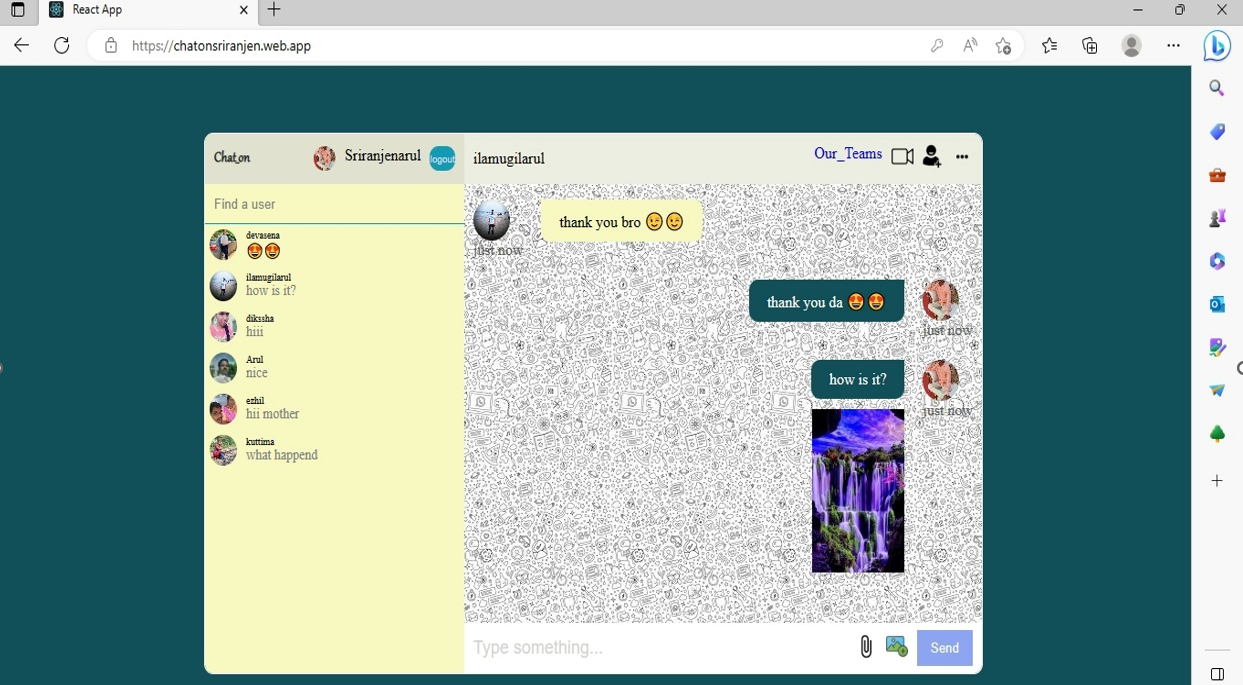 React App
https://chatonsriranjen.web.app
Chat on
Sriranjenarul
logout
ilamugilarul
Our_Teams
Find a user
devasena
😍😍
ilamugilarul
how is it?
dikssha
hiii
Arul
nice
ezhil
hii mother
kuttima
what happend
thank you bro 😉😉
just now
thank you da 😍😍
just now
how is it?
just now
Type something...
Send